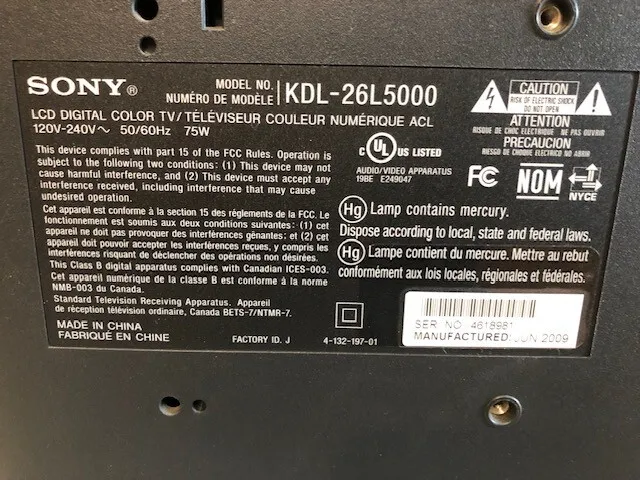 SONY®
MODEL NO.
NUMÉRO DE MODÈLE
KDL-26L5000
LCD DIGITAL COLOR TV/TÉLÉVISEUR COULEUR NUMÉRIQUE ACL
120V-240V～ 50/60Hz 75W
This device complies with part 15 of the FCC Rules. Operation is
subject to the following two conditions: (1) This device may not
cause harmful interference, and (2) This device must accept any
interference received, including interference that may cause
undesired operation.
Cet appareil est conforme à la section 15 des réglements de la FCC. Le
fonctionnement est soumis aux deux conditions suivantes: (1) cet
appareil ne doit pas provoquer des interférences gênantes: et (2) cet
appareil doit pouvoir accepter les interférences reçues, y compris les
interférences risquant de déclencher des opérations non désirées.
This Class B digital apparatus complies with Canadian ICES-003.
Cet appareil numérique de la classe B est conforme à la norme
NMB-003 du Canada.
Standard Television Receiving Apparatus. Appareil
de réception télévision ordinaire, Canada BETS-7/NTMR-7.
MADE IN CHINA
FABRIQUÉ EN CHINE
FACTORY ID. J
4-132-197-01
CAUTION
RISK OF ELECTRIC SHOCK
DO NOT OPEN
ATTENTION
RISQUE DE CHOC ELECTRIQUE NE PAS OUVRIR
PRECAUCION
RIESGO DE CHOQUE ELECTRICO NO ABRIR
c UL® US LISTED
AUDIO/VIDEO APPARATUS
19BE E249047
FC
NOM
NYCE
Hg Lamp contains mercury.
Dispose according to local, state and federal laws.
Hg Lampe contient du mercure. Mettre au rebut
conformément aux lois locales, régionales et fédérales.
SER. NO. 4618981
MANUFACTURED: JUN 2009